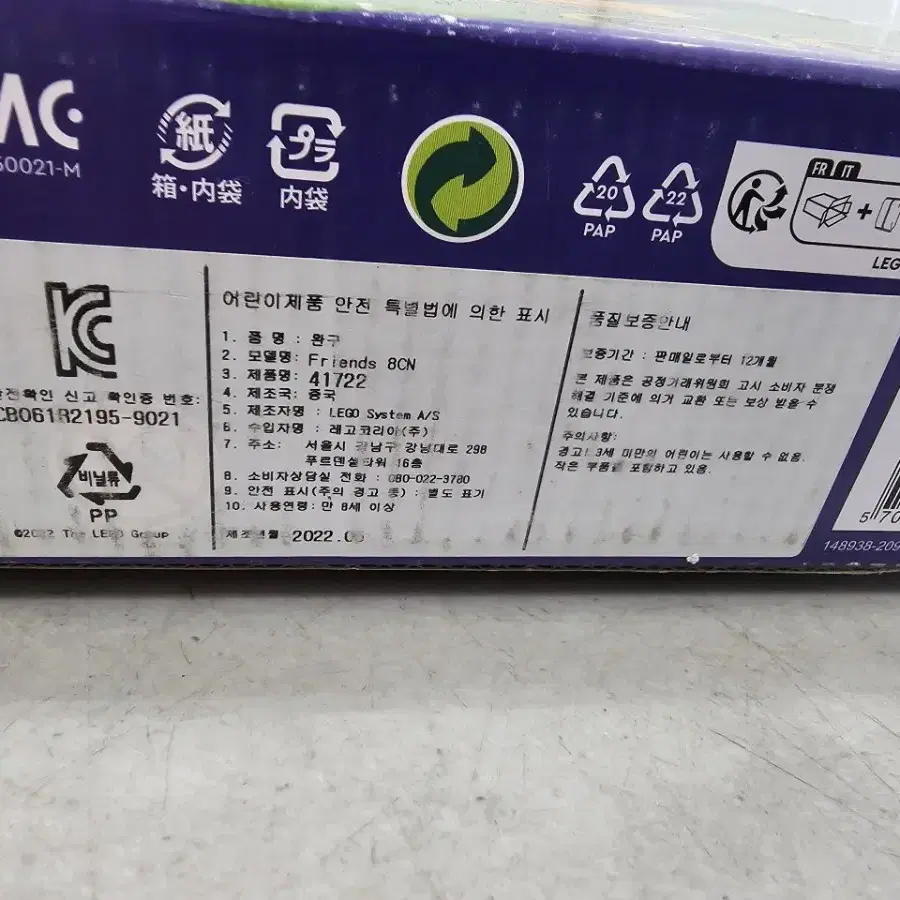 60021-M
紙
箱・内袋
プラ
内袋
20
PAP
22
PAP
FR IT
+
LEG
KC
안전확인 신고 확인증 번호:
CB061R2195-9021
비닐류
PP
©2022 The LEGO Group
어린이제품 안전 특별법에 의한 표시
1. 품 명 : 완구
2. 모델명: Friends 8CN
3. 제품명: 41722
4. 제조국: 중국
5. 제조자명 : LEGO System A/S
6. 수입자명 : 레고코리아(주)
7. 주소: 서울시 강남구 강남대로 298
푸르덴셜타워 16층
8. 소비자상담실 전화 : 080-022-3780
9. 안전 표시(주의 경고 등) : 별도 표기
10. 사용연령: 만 8세 이상
제조년월 2022.
품질보증안내
보증기간 : 판매일로부터 12개월
본 제품은 공정거래위원회 고시 소비자 분쟁
해결 기준에 의거 교환 또는 보상 받을 수
있습니다.
주의사항:
경고! 3세 미만의 어린이는 사용할 수 없음.
작은 부품을 포함하고 있음.
5 70
148938-209